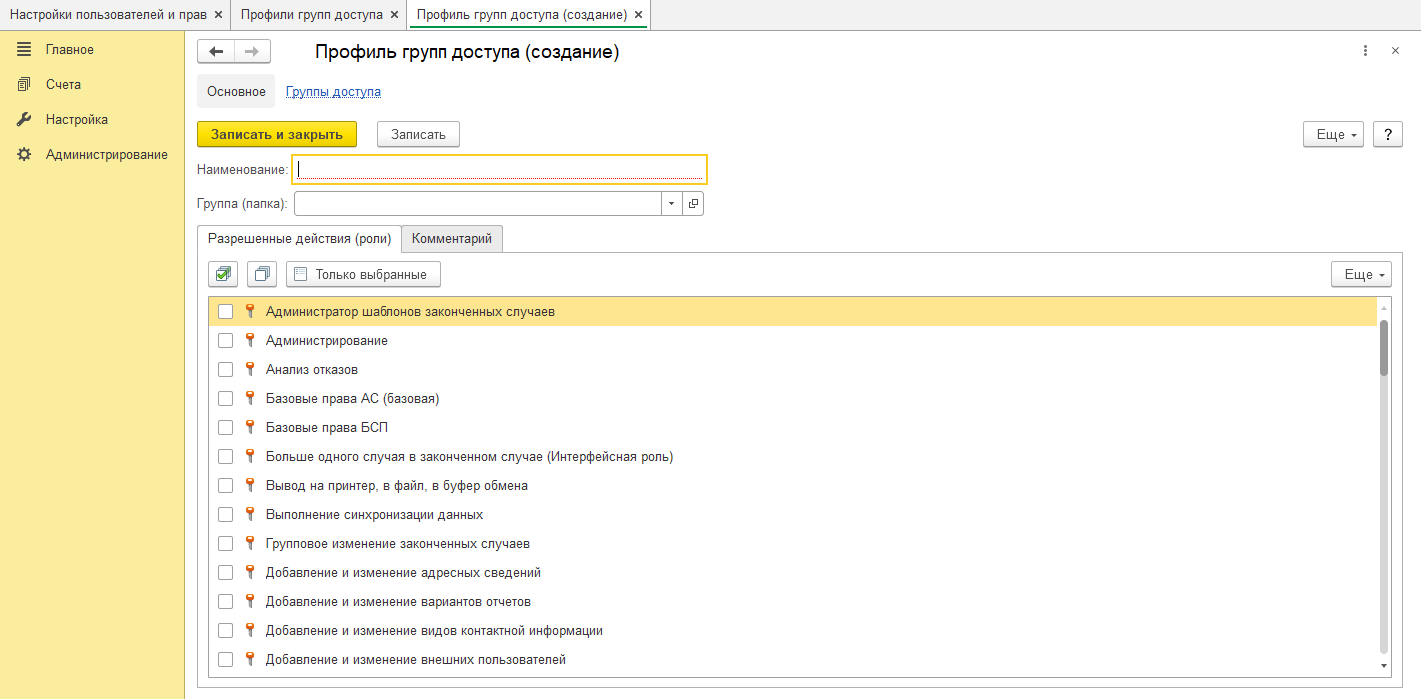 Настройки пользователей и прав × Профили групп доступа × Профиль групп доступа (создание) ×
Главное
Счета
Настройка
Администрирование
Профиль групп доступа (создание)
Основное Группы доступа
Записать и закрыть Записать Еще ?
Наименование:
Группа (папка):
Разрешенные действия (роли) Комментарий
Только выбранные Еще
Администратор шаблонов законченных случаев
Администрирование
Анализ отказов
Базовые права АС (базовая)
Базовые права БСП
Больше одного случая в законченном случае (Интерфейсная роль)
Вывод на принтер, в файл, в буфер обмена
Выполнение синхронизации данных
Групповое изменение законченных случаев
Добавление и изменение адресных сведений
Добавление и изменение вариантов отчетов
Добавление и изменение видов контактной информации
Добавление и изменение внешних пользователей